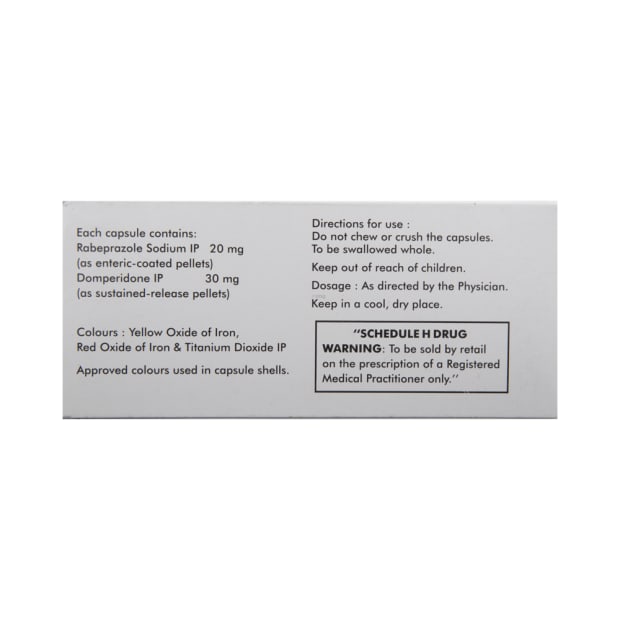 Each capsule contains:
Rabeprazole Sodium IP 20 mg
(as enteric-coated pellets)
Domperidone IP 30 mg
(as sustained-release pellets)
Colours : Yellow Oxide of Iron,
Red Oxide of Iron & Titanium Dioxide IP
Approved colours used in capsule shells.
Directions for use :
Do not chew or crush the capsules.
To be swallowed whole.
Keep out of reach of children.
Dosage : As directed by the Physician.
Keep in a cool, dry place.
"SCHEDULE H DRUG
WARNING: To be sold by retail
on the prescription of a Registered
Medical Practitioner only."